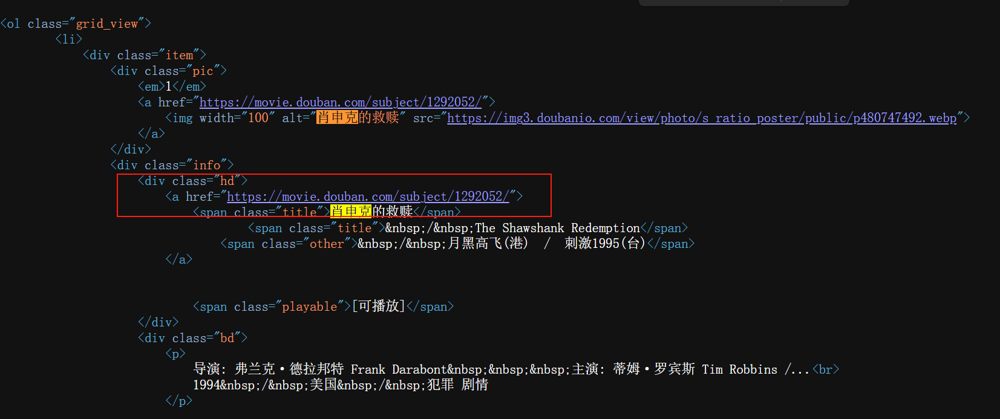 <ol class="grid_view">
<li>
<div class="item">
<div class="pic">
<em>1</em>
<a href="https://movie.douban.com/subject/1292052/">
<img width="100" alt="肖申克的救赎" src="https://img3.doubanio.com/view/photo/s_ratio_poster/public/p480747492.webp">
</a>
</div>
<div class="info">
<div class="hd">
<a href="https://movie.douban.com/subject/1292052/">
<span class="title">肖申克的救赎</span>
<span class="title">&nbsp;/&nbsp;The Shawshank Redemption</span>
<span class="other">&nbsp;/&nbsp;月黑高飞(港)  /  刺激1995(台)</span>
</a>
<span class="playable">[可播放]</span>
</div>
<div class="bd">
<p>
导演: 弗兰克·德拉邦特 Frank Darabont&nbsp;&nbsp;&nbsp;主演: 蒂姆·罗宾斯 Tim Robbins /...<br>
1994&nbsp;/&nbsp;美国&nbsp;/&nbsp;犯罪 剧情
</p>